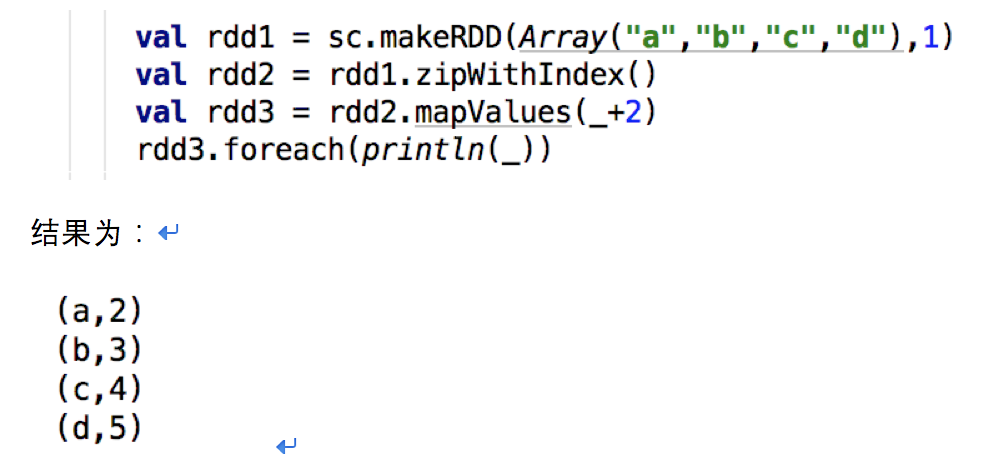 val rdd1 = sc.makeRDD(Array("a","b","c","d"),1)
val rdd2 = rdd1.zipWithIndex()
val rdd3 = rdd2.mapValues(_+2)
rdd3.foreach(println(_))
结果为：
(a,2)
(b,3)
(c,4)
(d,5)